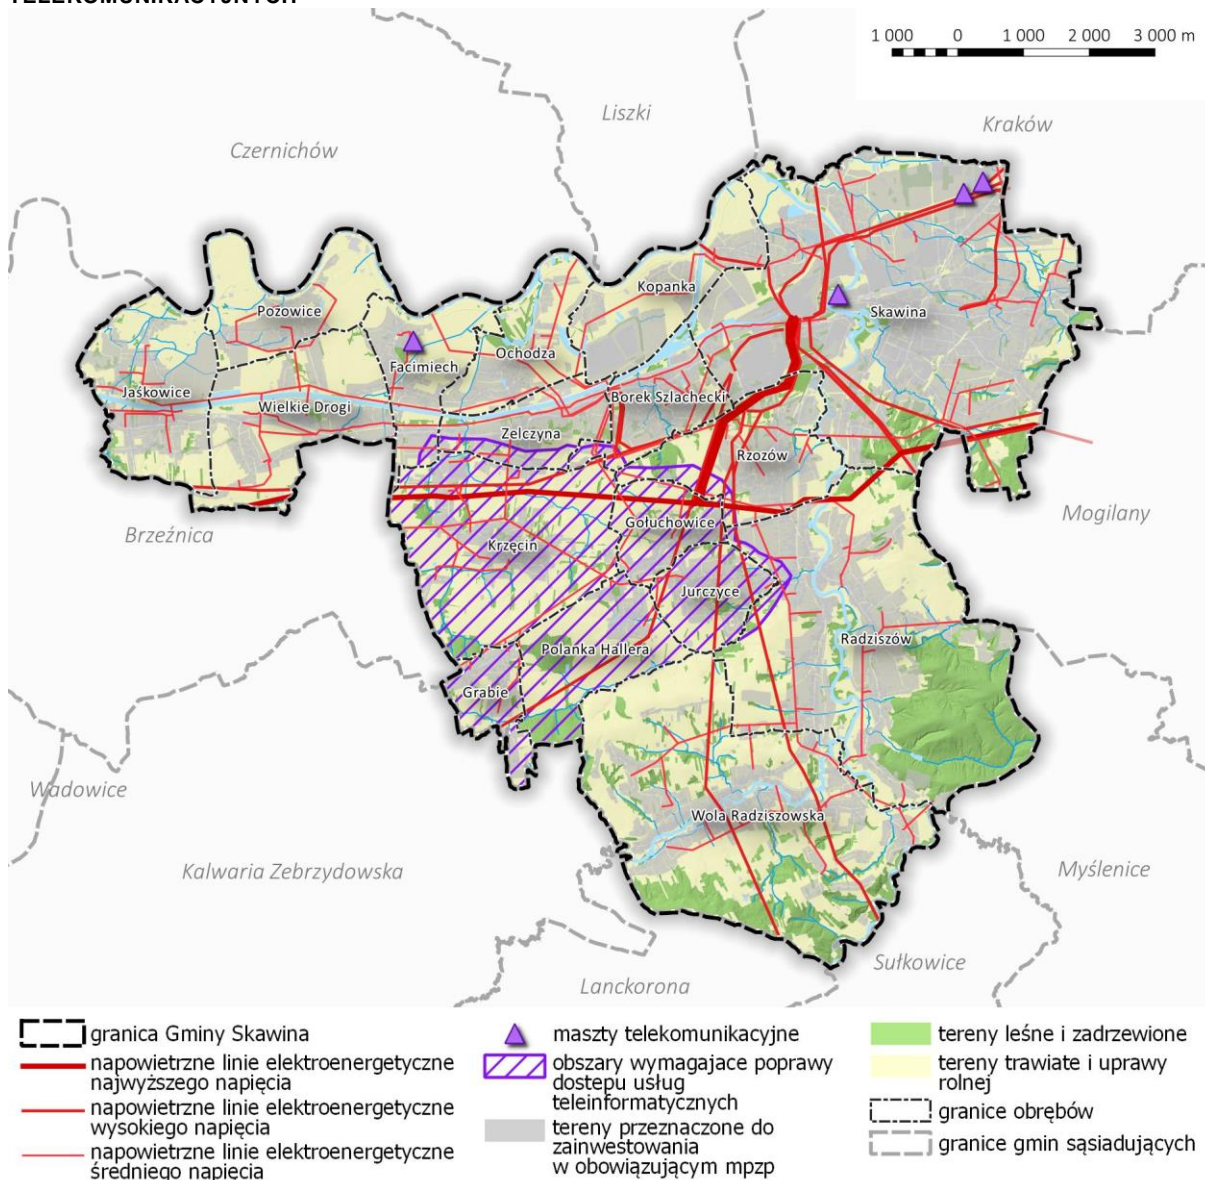 TELEKOMUNIKACYJNYCH
1 000 0 1 000 2 000 3 000 m
Liszki
Kraków
Czernichów
Kopanka
Pozowice
Skawina
Ochodza
Facimiech
Jaśkowice
Borek Szlachecki
Wielkie Drogi
Zelczyna
Rzozów
Mogilany
Gołuchowice
Brzeźnica
Krzęcin
Jurczyce
Radziszów
Polanka Hallera
Grabie
Wadowice
Wola Radziszowska
Kalwaria Zebrzydowska
Myślenice
Sułkowice
Lanckorona
granica Gminy Skawina
napowietrzne linie elektroenergetyczne
najwyższego napięcia
napowietrzne linie elektroenergetyczne
wysokiego napięcia
napowietrzne linie elektroenergetyczne
średniego napięcia
maszty telekomunikacyjne
obszary wymagajace poprawy
dostepu usług
teleinformatycznych
tereny przeznaczone do
zainwestowania
w obowiązującym mpzp
tereny leśne i zadrzewione
tereny trawiate i uprawy
rolnej
granice obrębów
granice gmin sąsiadujących